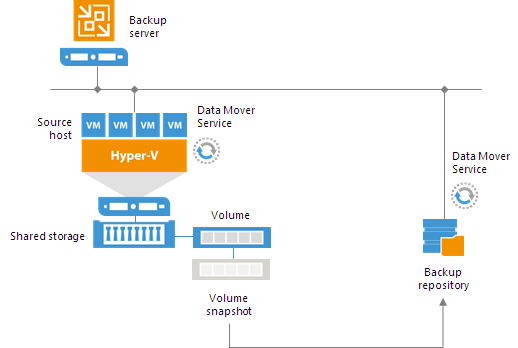 Backup
server
Source
host
VM VM VM VM
Hyper-V
Data Mover
Service
Shared storage
Volume
Volume
snapshot
Data Mover
Service
Backup
repository